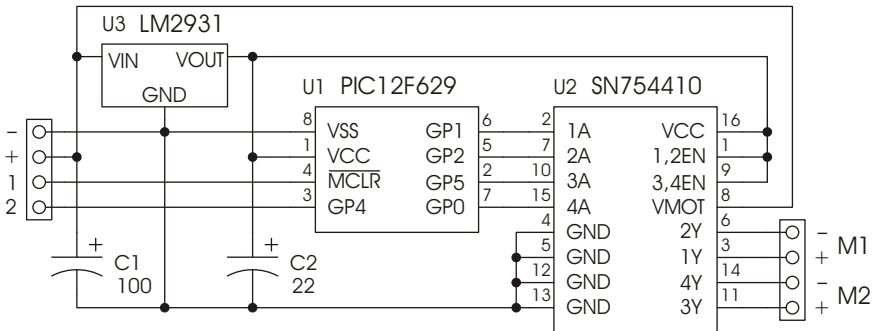 U3 LM2931
VIN VOUT
GND
U1 PIC12F629
U2 SN754410
- 8 VSS GP1 6 2 1A VCC 16
+ 1 VCC GP2 5 7 2A 1,2EN 1
1 4 MCLR GP5 2 10 3A 3,4EN 9
2 3 GP4 GP0 7 15 4A VMOT 8
4 GND 2Y 6 -
5 GND 1Y 3 + M1
12 GND 4Y 14 -
13 GND 3Y 11 + M2
+ C1
100
+ C2
22